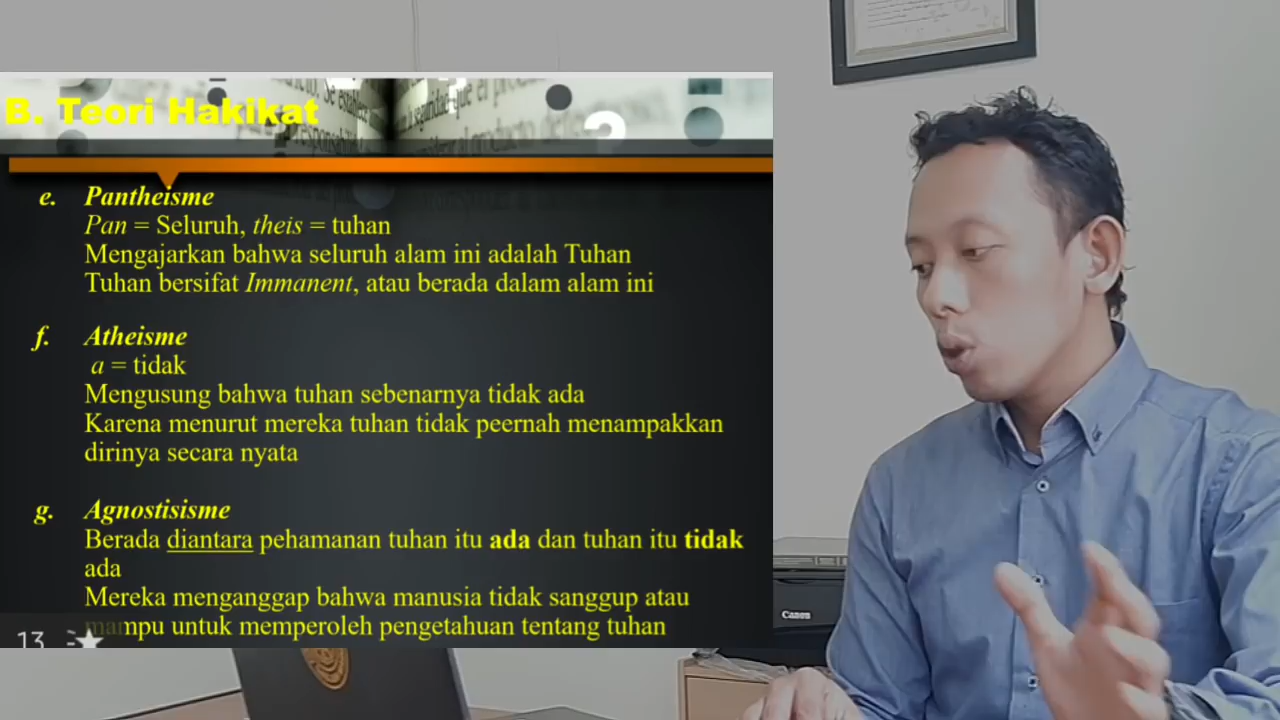 B. Teori Hakikat
e. Pantheisme
Pan = Seluruh, theis = tuhan
Mengajarkan bahwa seluruh alam ini adalah Tuhan
Tuhan bersifat Immanent, atau berada dalam alam ini
f. Atheisme
a = tidak
Mengusung bahwa tuhan sebenarnya tidak ada
Karena menurut mereka tuhan tidak peernah menampakkan
dirinya secara nyata
g. Agnostisisme
Berada diantara pehamanan tuhan itu ada dan tuhan itu tidak
ada
Mereka menganggap bahwa manusia tidak sanggup atau
mampu untuk memperoleh pengetahuan tentang tuhan
13
Canon